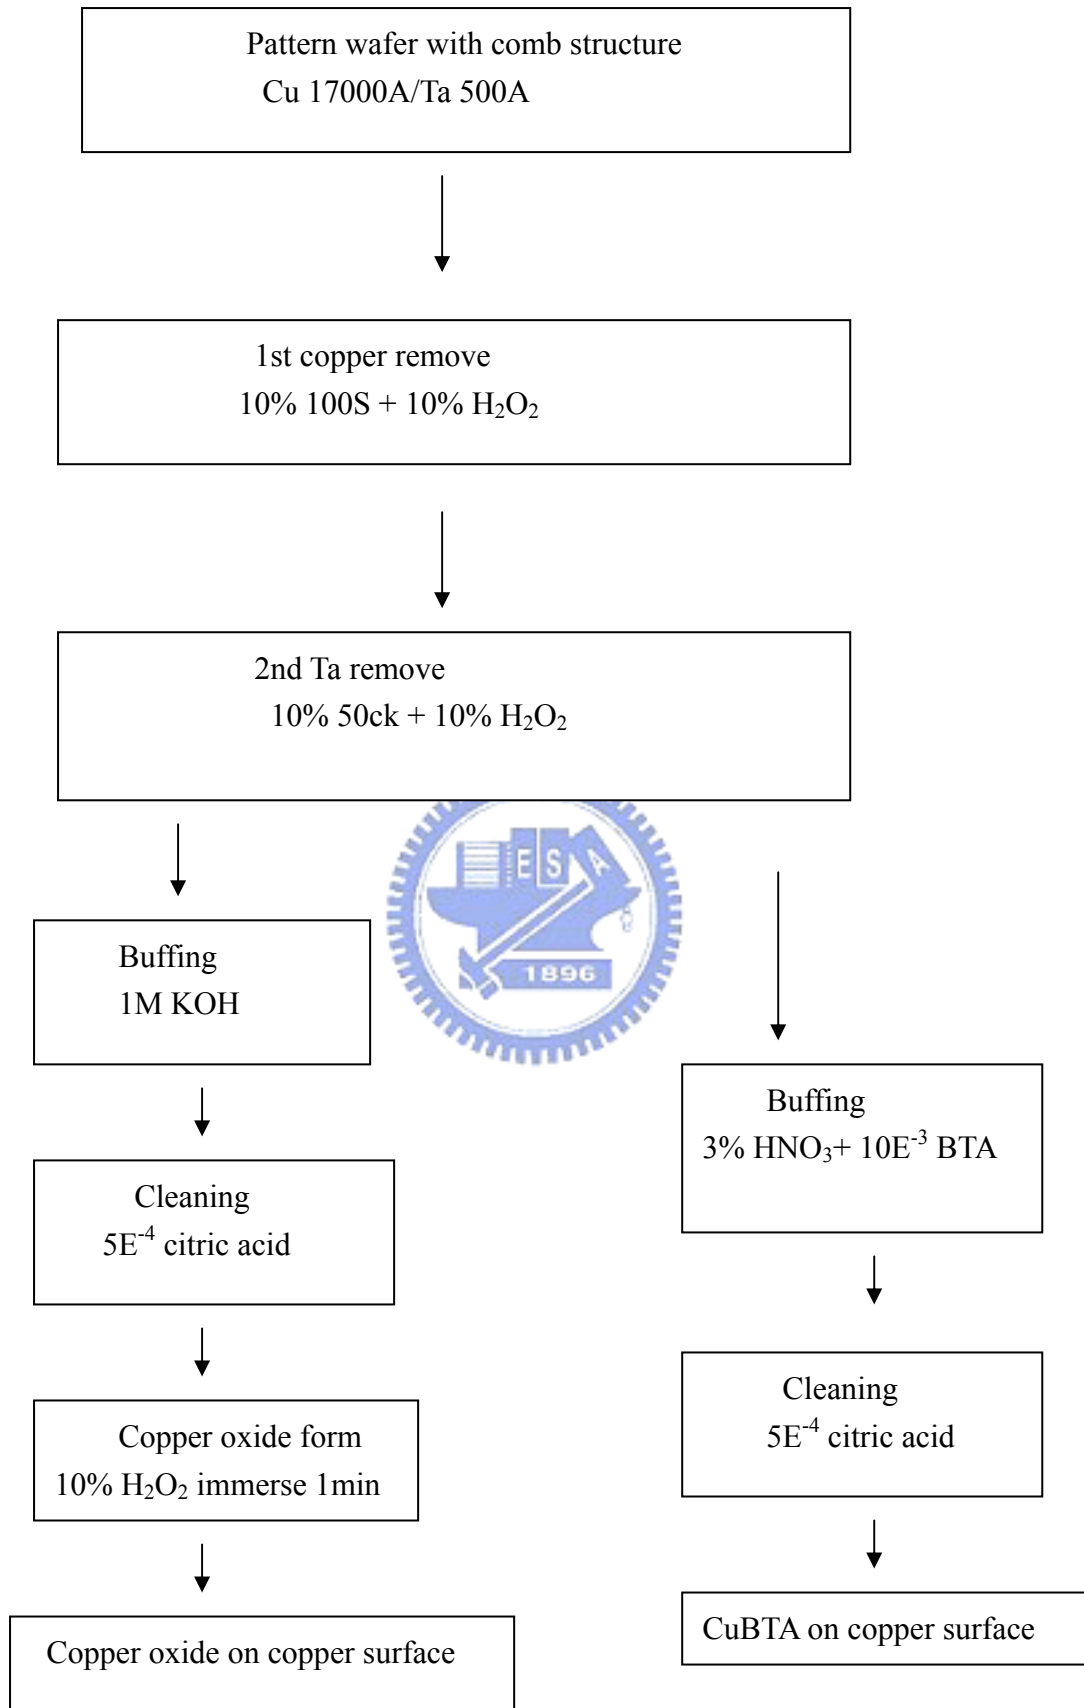 Pattern wafer with comb structure
Cu 17000A/Ta 500A
1st copper remove
10% 100S + 10% H₂O₂
2nd Ta remove
10% 50ck + 10% H₂O₂
E S A
1896
Buffing
1M KOH
Cleaning
5E⁻⁴ citric acid
Copper oxide form
10% H₂O₂ immerse 1min
Copper oxide on copper surface
Buffing
3% HNO₃+ 10E⁻³ BTA
Cleaning
5E⁻⁴ citric acid
CuBTA on copper surface